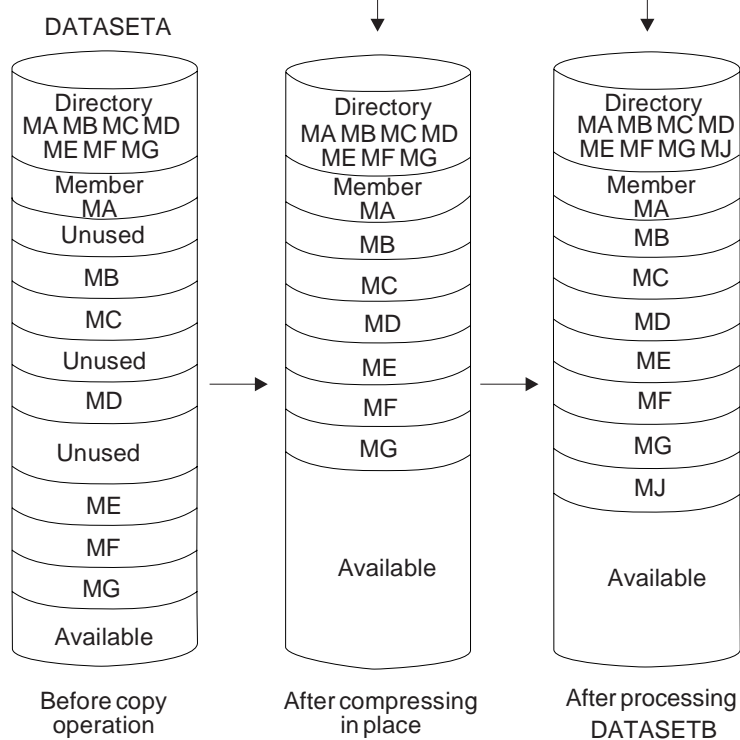 DATASETA
Directory
MA MB MC MD
ME MF MG
Member
MA
Unused
MB
MC
Unused
MD
Unused
ME
MF
MG
Available
Before copy
operation
Directory
MA MB MC MD
ME MF MG
Member
MA
MB
MC
MD
ME
MF
MG
Available
After compressing
in place
Directory
MA MB MC MD
ME MF MG MJ
Member
MA
MB
MC
MD
ME
MF
MG
MJ
Available
After processing
DATASETB